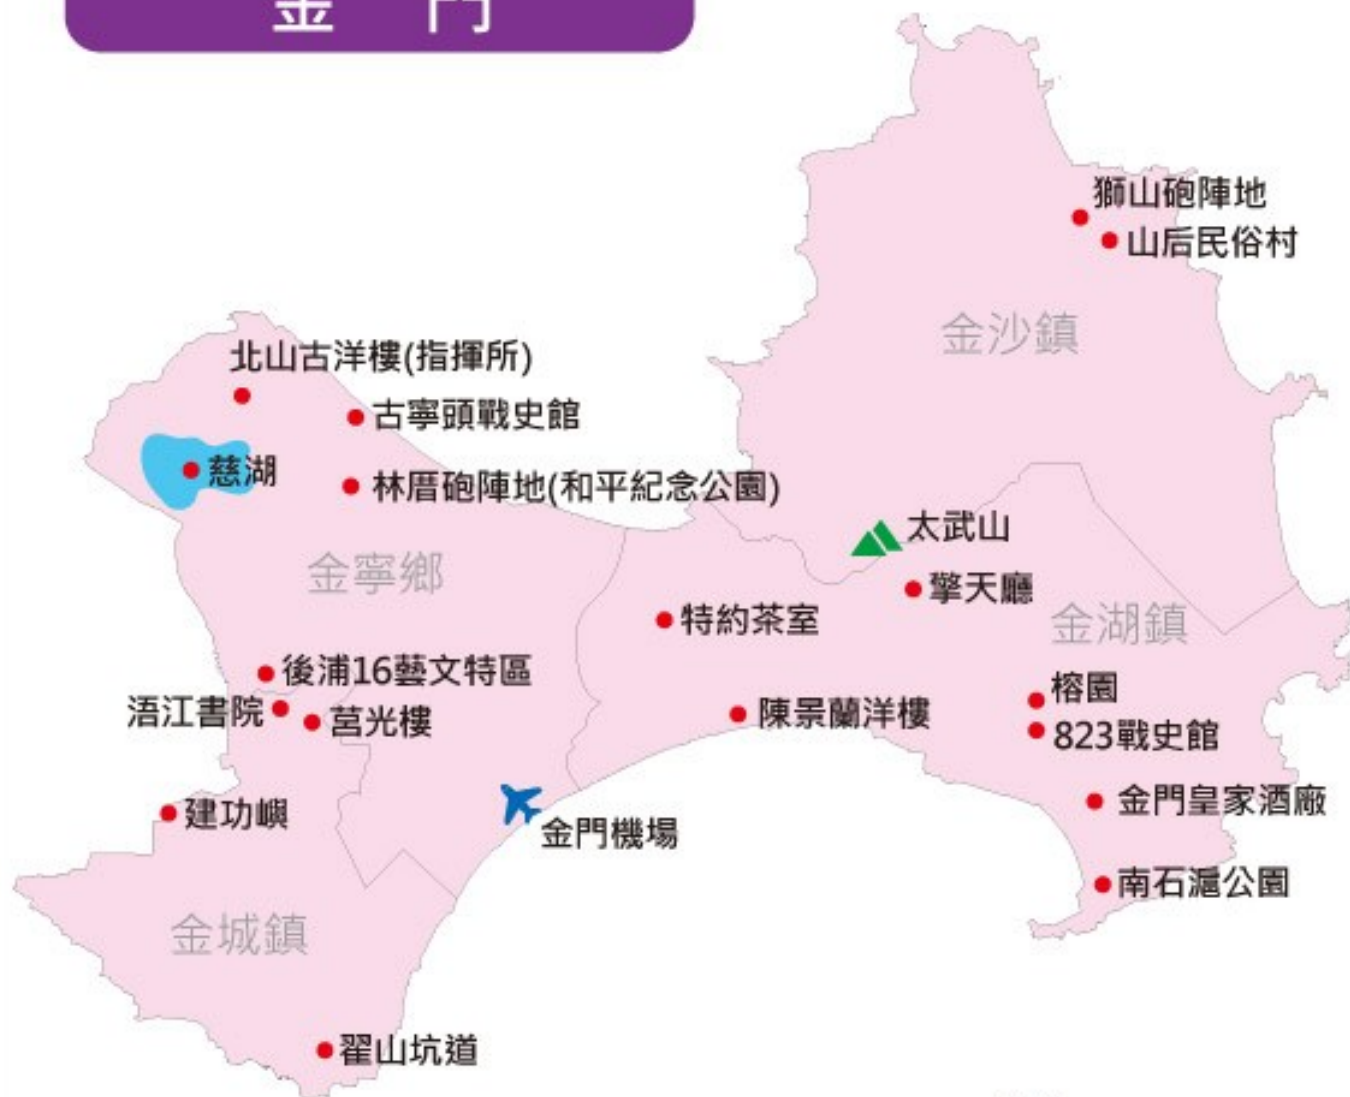 金門
獅山砲陣地
山后民俗村
金沙鎮
北山古洋樓(指揮所)
古寧頭戰史館
慈湖
林厝砲陣地(和平紀念公園)
太武山
金寧鄉
擎天廳
特約茶室
金湖鎮
後浦16藝文特區
榕園
浯江書院
莒光樓
陳景蘭洋樓
823戰史館
建功嶼
金門皇家酒廠
金門機場
南石滬公園
金城鎮
翟山坑道